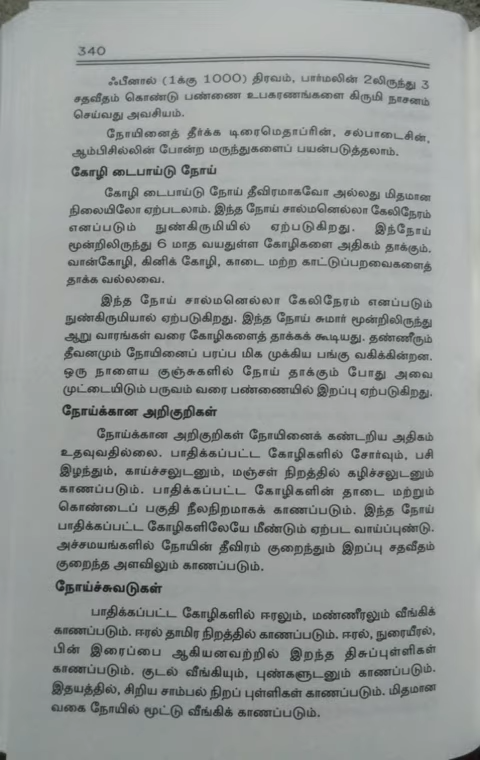 340
ஃபீனால் (1க்கு 1000) திரவம், பார்மலின் 2லிருந்து 3
சதவீதம் கொண்டு பண்ணை உபகரணங்களை கிருமி நாசனம்
செய்வது அவசியம்.
நோயினைத் தீர்க்க டிரைமெதாப்ரின், சல்பாடைசின்,
ஆம்பிசில்லின் போன்ற மருந்துகளைப் பயன்படுத்தலாம்.
கோழி டைபாய்டு நோய்
கோழி டைபாய்டு நோய் தீவிரமாகவோ அல்லது மிதமான
நிலையிலோ ஏற்படலாம். இந்த நோய் சால்மனெல்லா கேலிநேரம்
எனப்படும் நுண்கிருமியில் ஏற்படுகிறது. இந்நோய்
மூன்றிலிருந்து 6 மாத வயதுள்ள கோழிகளை அதிகம் தாக்கும்.
வான்கோழி, கினிக் கோழி, காடை மற்ற காட்டுப்பறவைகளைத்
தாக்க வல்லவை.
இந்த நோய் சால்மனெல்லா கேலிநேரம் எனப்படும்
நுண்கிருமியால் ஏற்படுகிறது. இந்த நோய் சுமார் மூன்றிலிருந்து
ஆறு வாரங்கள் வரை கோழிகளைத் தாக்கக் கூடியது. தண்ணீரும்
தீவனமும் நோயினைப் பரப்ப மிக முக்கிய பங்கு வகிக்கின்றன.
ஒரு நாளைய குஞ்சுகளில் நோய் தாக்கும் போது அவை
முட்டையிடும் பருவம் வரை பண்ணையில் இறப்பு ஏற்படுகிறது.
நோய்க்கான அறிகுறிகள்
நோய்க்கான அறிகுறிகள் நோயினைக் கண்டறிய அதிகம்
உதவுவதில்லை. பாதிக்கப்பட்ட கோழிகளில் சோர்வும், பசி
இழந்தும், காய்ச்சலுடனும், மஞ்சள் நிறத்தில் கழிச்சலுடனும்
காணப்படும். பாதிக்கப்பட்ட கோழிகளின் தாடை மற்றும்
கொண்டைப் பகுதி நீலநிறமாகக் காணப்படும். இந்த நோய்
பாதிக்கப்பட்ட கோழிகளிலேயே மீண்டும் ஏற்பட வாய்ப்புண்டு.
அச்சமயங்களில் நோயின் தீவிரம் குறைந்தும் இறப்பு சதவீதம்
குறைந்த அளவிலும் காணப்படும்.
நோய்ச்சுவடுகள்
பாதிக்கப்பட்ட கோழிகளில் ஈரலும், மண்ணீரலும் வீங்கிக்
காணப்படும். ஈரல் தாமிர நிறத்தில் காணப்படும். ஈரல், நுரையீரல்,
பின் இரைப்பை ஆகியனவற்றில் இறந்த திசுப்புள்ளிகள்
காணப்படும். குடல் வீங்கியும், புண்களுடனும் காணப்படும்.
இதயத்தில், சிறிய சாம்பல் நிறப் புள்ளிகள் காணப்படும். மிதமான
வகை நோயில் மூட்டு வீங்கிக் காணப்படும்.